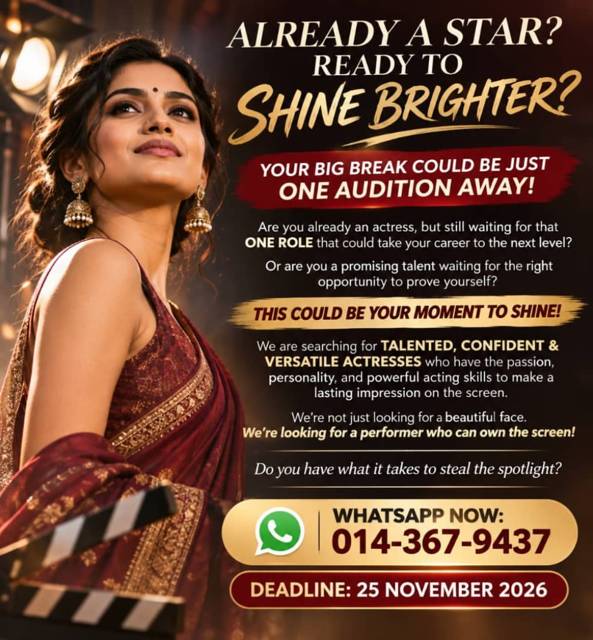 ALREADY A STAR?
READY TO
SHINE BRIGHTER?
YOUR BIG BREAK COULD BE JUST
ONE AUDITION AWAY!
Are you already an actress, but still waiting for that
ONE ROLE that could take your career to the next level?
Or are you a promising talent waiting for the right
opportunity to prove yourself?
THIS COULD BE YOUR MOMENT TO SHINE!
We are searching for TALENTED, CONFIDENT &
VERSATILE ACTRESSES who have the passion,
personality, and powerful acting skills to make a
lasting impression on the screen.
We're not just looking for a beautiful face.
We're looking for a performer who can own the screen!
Do you have what it takes to steal the spotlight?
WHATSAPP NOW:
014-367-9437
DEADLINE: 25 NOVEMBER 2026